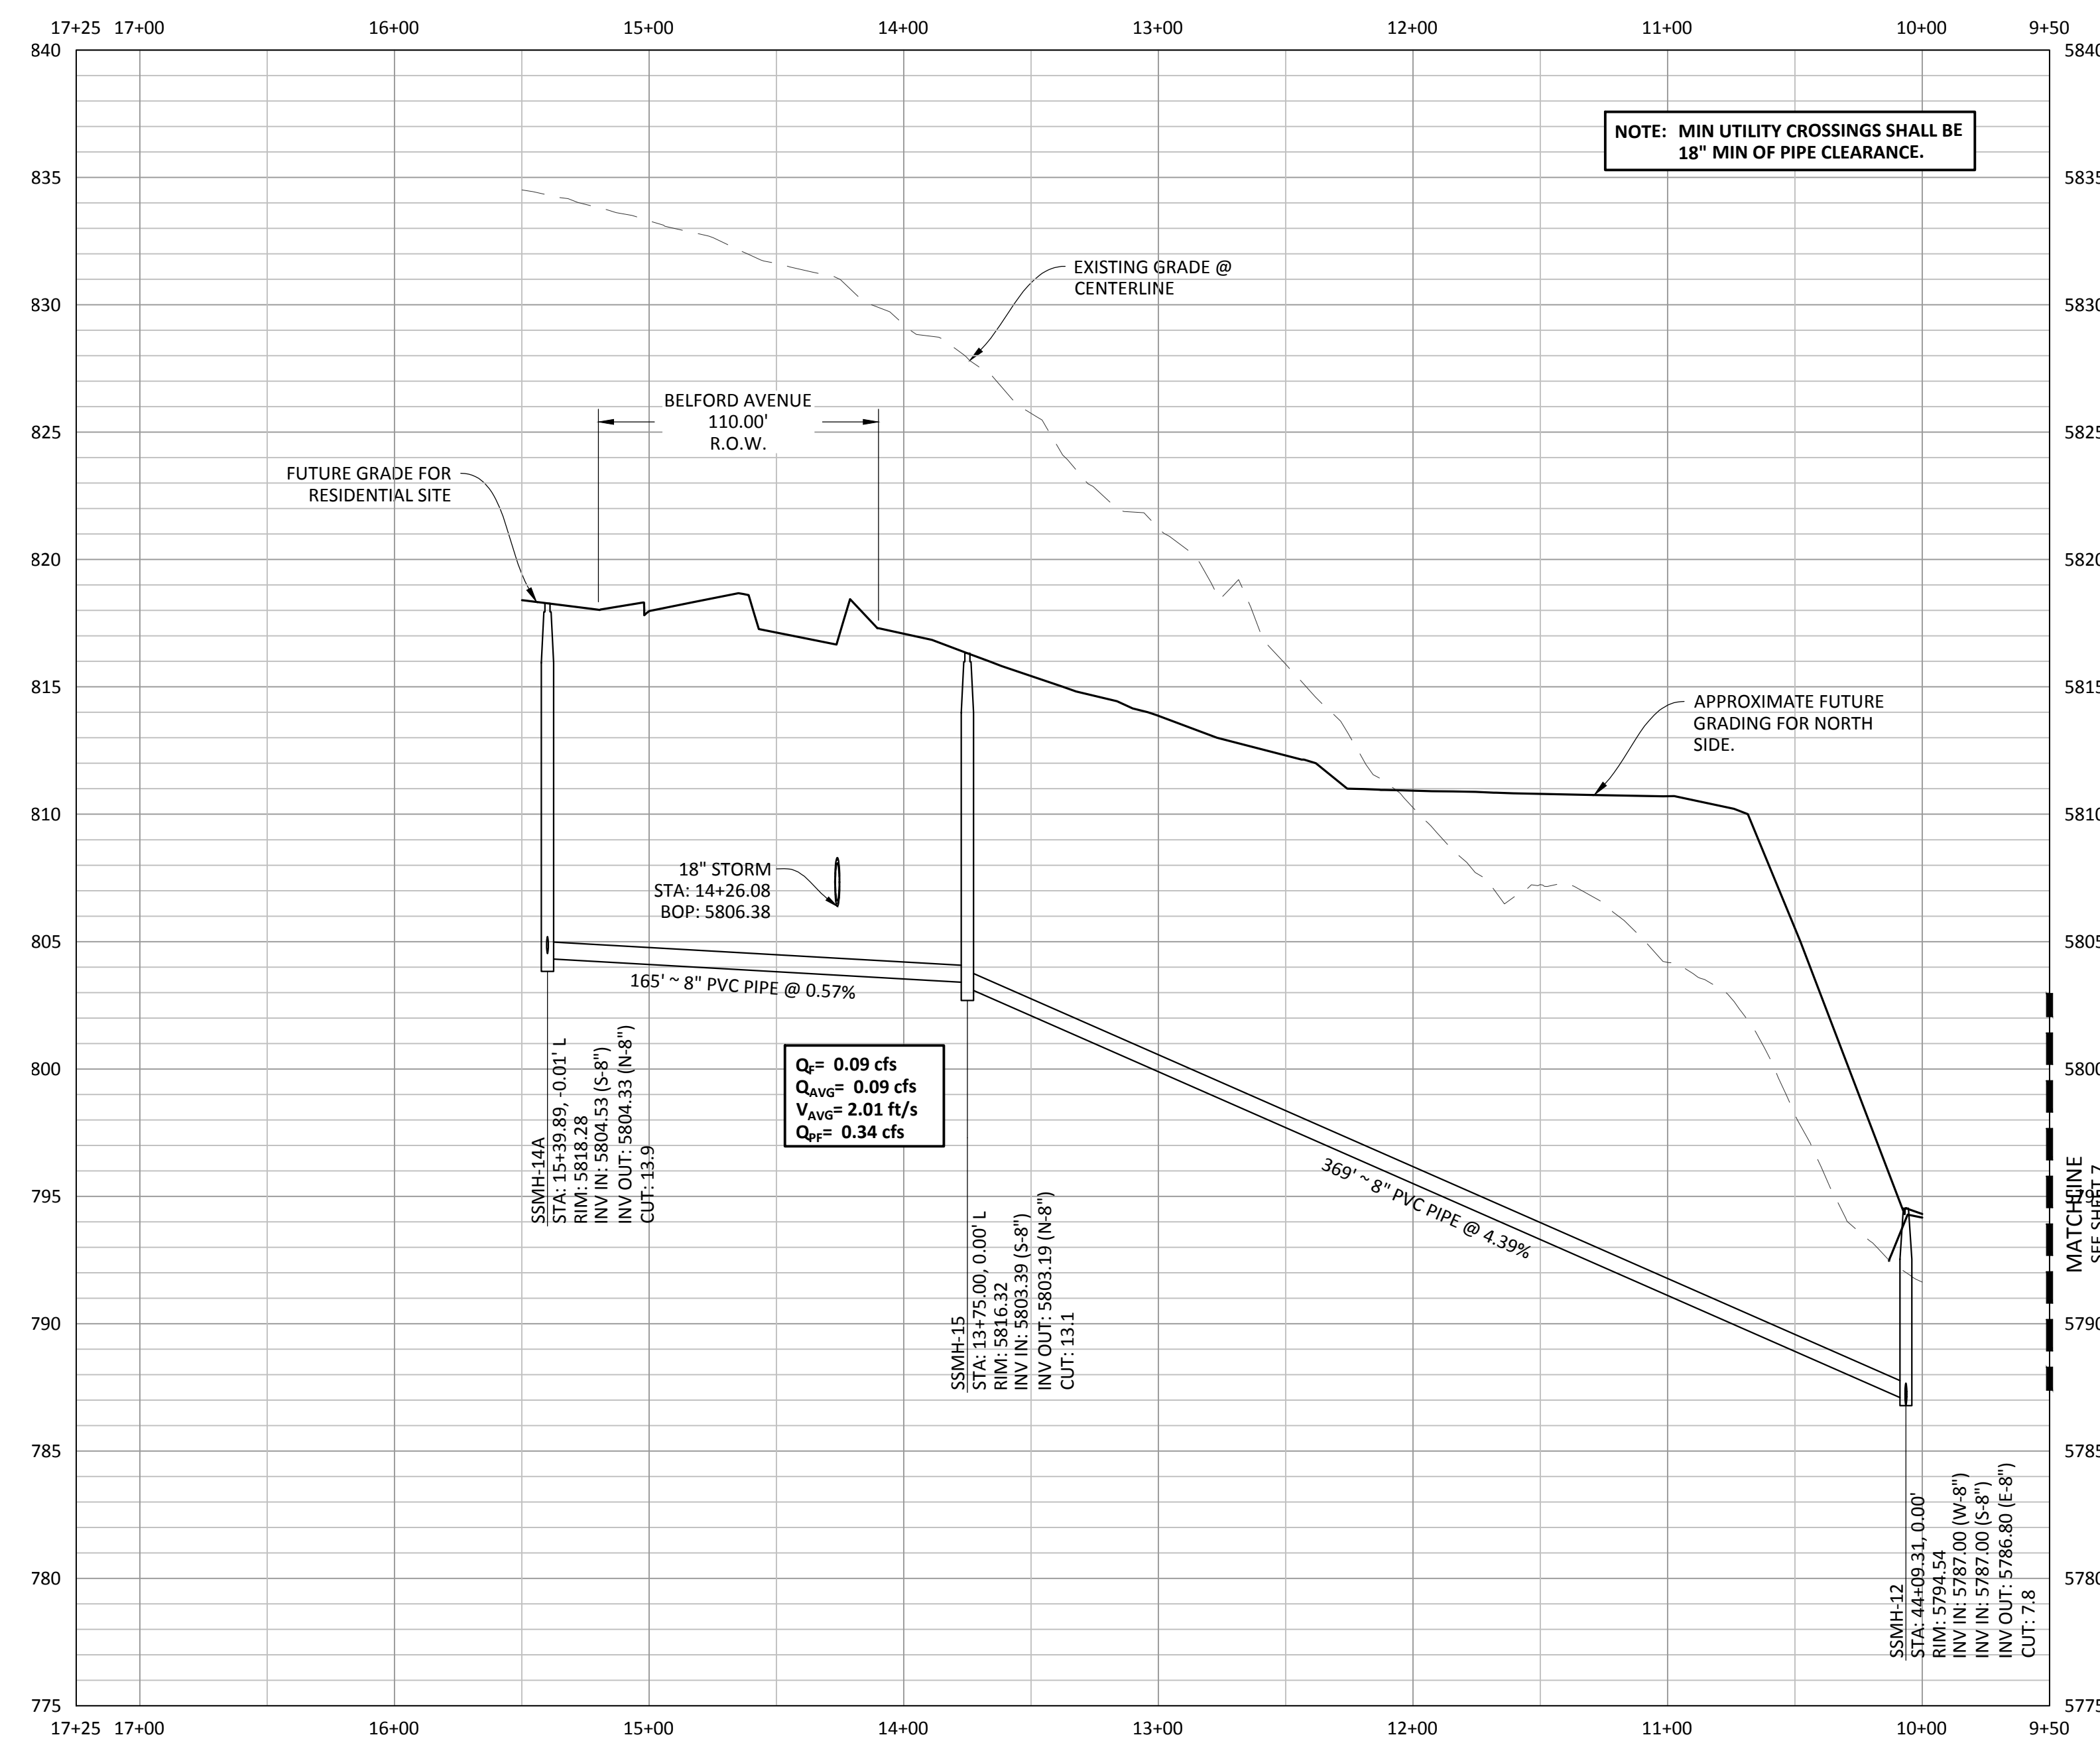 17+25 17+00 16+00 15+00 14+00 13+00 12+00 11+00 10+00 9+50
840
835
830
825
820
815
810
805
800
795
790
785
780
775
NOTE: MIN UTILITY CROSSINGS SHALL BE
18" MIN OF PIPE CLEARANCE.
EXISTING GRADE @
CENTERLINE
BELFORD AVENUE
110.00'
R.O.W.
FUTURE GRADE FOR
RESIDENTIAL SITE
APPROXIMATE FUTURE
GRADING FOR NORTH
SIDE.
18" STORM
STA: 14+26.08
BOP: 5806.38
165' ~ 8" PVC PIPE @ 0.57%
369' ~ 8" PVC PIPE @ 4.39%
QF= 0.09 cfs
QAVG= 0.09 cfs
VAVG= 2.01 ft/s
QPF= 0.34 cfs
SSMH-14A
STA: 15+39.89, -0.01' L
RIM: 5818.28
INV IN: 5804.53 (S-8")
INV OUT: 5804.33 (N-8")
CUT: 13.9
SSMH-15
STA: 13+75.00, 0.00' L
RIM: 5816.32
INV IN: 5803.39 (S-8")
INV OUT: 5803.19 (N-8")
CUT: 13.1
SSMH-12
STA: 44+09.31, 0.00'
RIM: 5794.54
INV IN: 5787.00 (W-8")
INV IN: 5787.00 (S-8")
INV OUT: 5786.80 (E-8")
CUT: 7.8
5840
5835
5830
5825
5820
5815
5810
5805
5800
5795
5790
5785
5780
5775
MATCHLINE
SEE SHEET 7
17+25 17+00 16+00 15+00 14+00 13+00 12+00 11+00 10+00 9+50